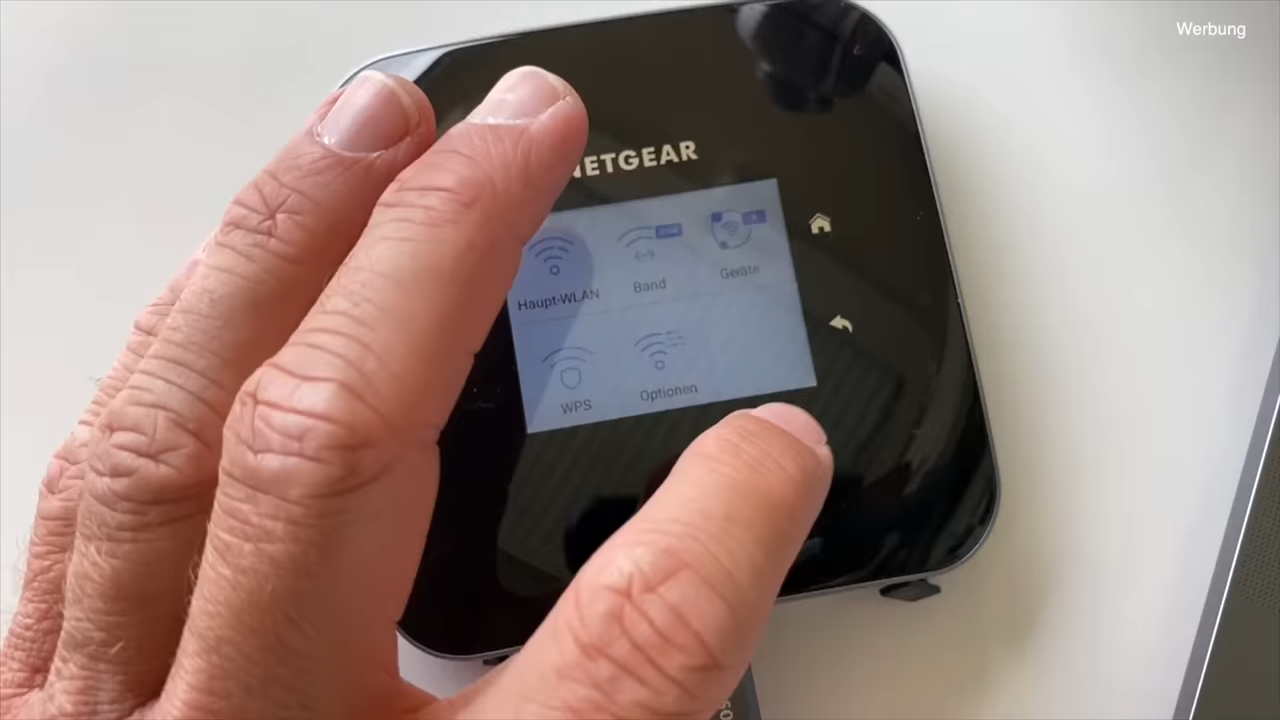 Werbung
NETGEAR
Haupt-WLAN
Band
Geräte
WPS
Optionen